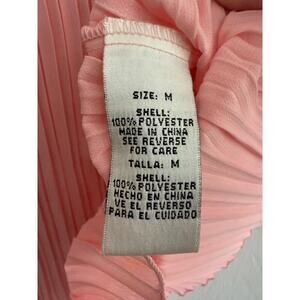 SIZE: M
SHELL:
100% POLYESTER
MADE IN CHINA
SEE REVERSE
FOR CARE
TALLA: M
SHELL:
100% POLYESTER
HECHO EN CHINA
VE EL REVERSO
PARA EL CUIDADO